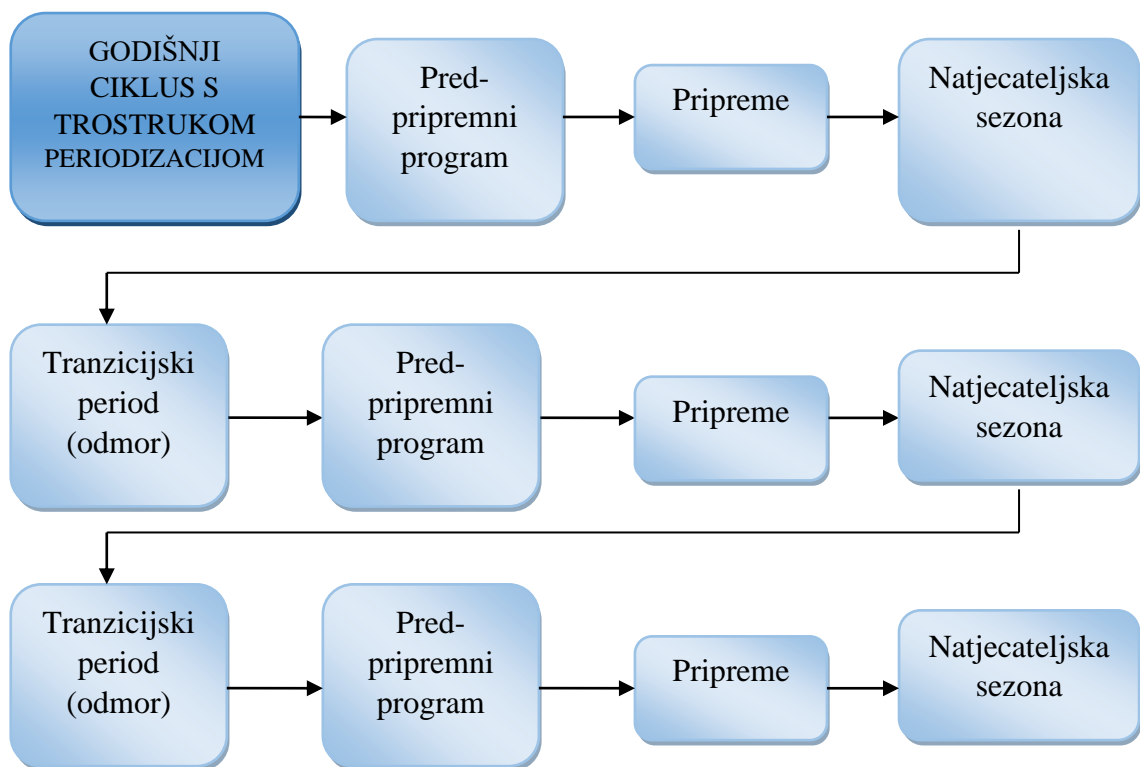 GODIŠNJI
CIKLUS S
TROSTRUKOM
PERIODIZACIJOM
Pred-
pripremni
program
Pripreme
Natjecateljska
sezona
Tranzicijski
period
(odmor)
Pred-
pripremni
program
Pripreme
Natjecateljska
sezona
Tranzicijski
period
(odmor)
Pred-
pripremni
program
Pripreme
Natjecateljska
sezona